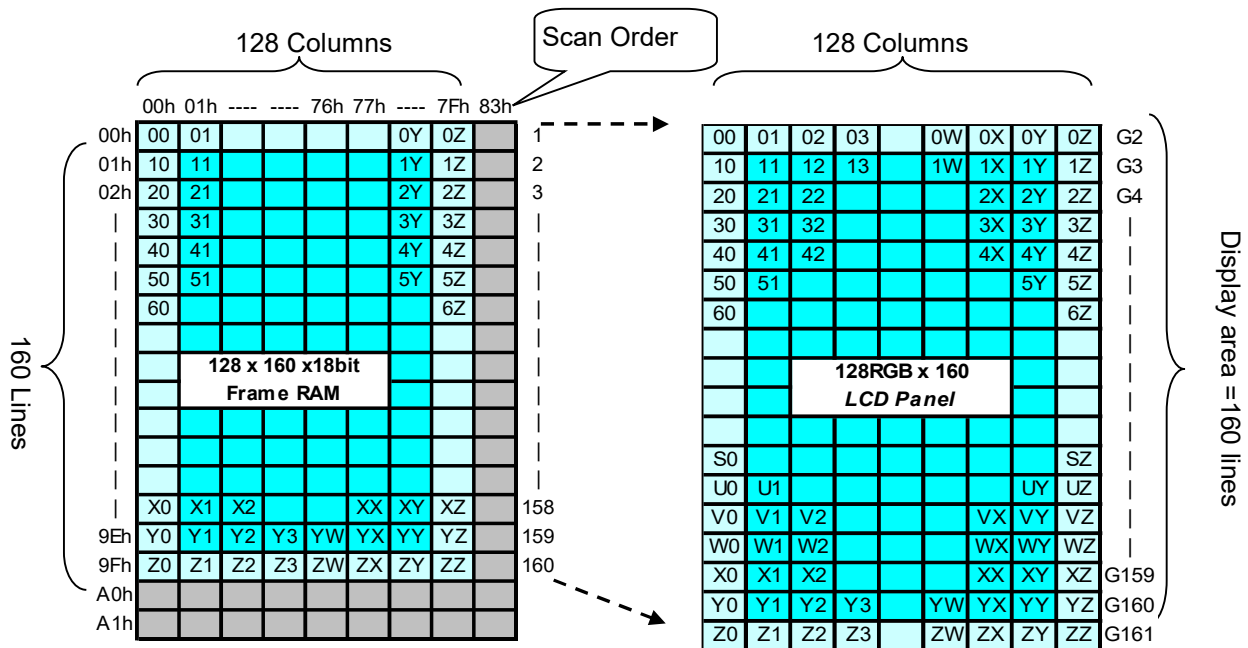 128 Columns
Scan Order
128 Columns
00h 01h ---- ---- 76h 77h ---- 7Fh 83h
00h 00 01 0Y 0Z 1
01h 10 11 1Y 1Z 2
02h 20 21 2Y 2Z 3
30 31 3Y 3Z
40 41 4Y 4Z
50 51 5Y 5Z
60 6Z
160 Lines
128 x 160 x18bit
Frame RAM
X0 X1 X2 XX XY XZ 158
9Eh Y0 Y1 Y2 Y3 YW YX YY YZ 159
9Fh Z0 Z1 Z2 Z3 ZW ZX ZY ZZ 160
A0h
A1h
00 01 02 03 0W 0X 0Y 0Z G2
10 11 12 13 1W 1X 1Y 1Z G3
20 21 22 2X 2Y 2Z G4
30 31 32 3X 3Y 3Z
40 41 42 4X 4Y 4Z
50 51 5Y 5Z
60 6Z
128RGB x 160
LCD Panel
S0 SZ
U0 U1 UY UZ
V0 V1 V2 VX VY VZ
W0 W1 W2 WX WY WZ
X0 X1 X2 XX XY XZ G159
Y0 Y1 Y2 Y3 YW YX YY YZ G160
Z0 Z1 Z2 Z3 ZW ZX ZY ZZ G161
Display area =160 lines